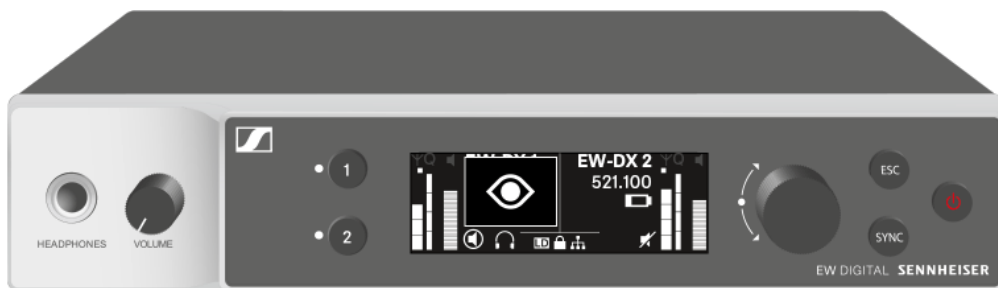 HEADPHONES
VOLUME
1
2
EW-DX 2
521.100
LD
ESC
SYNC
EW DIGITAL SENNHEISER